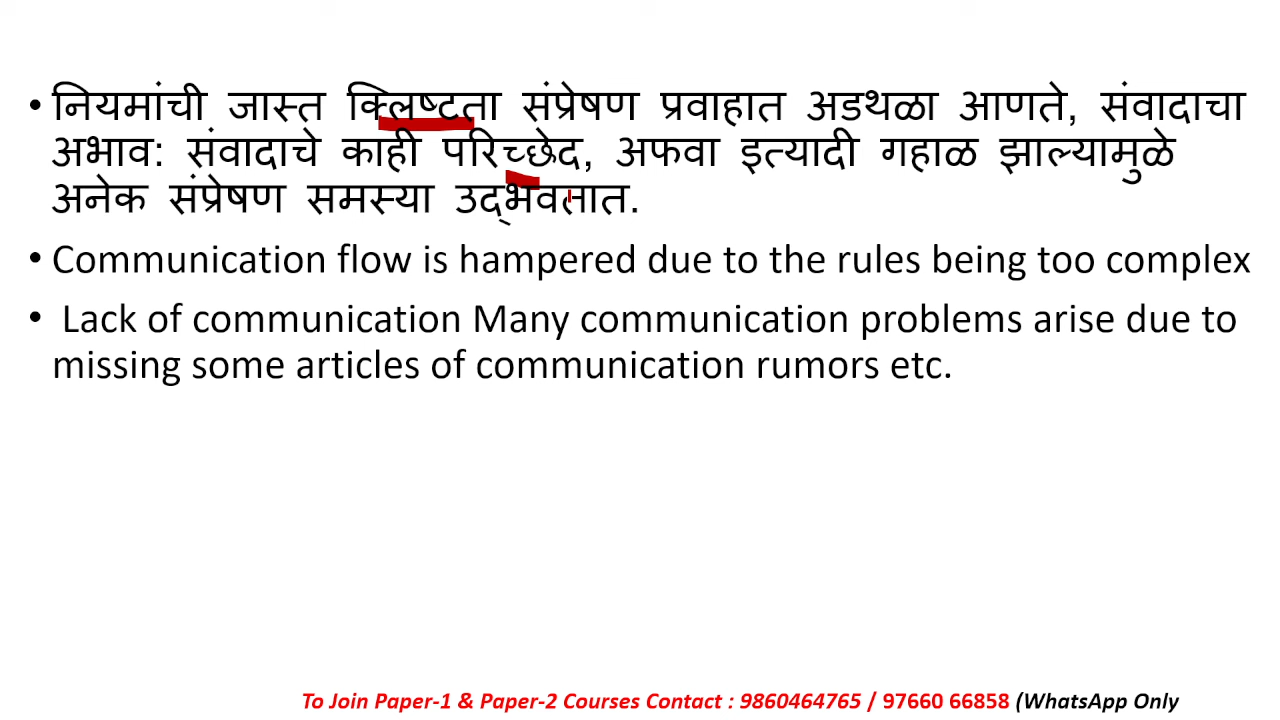 • नियमांची जास्त क्लिष्टता संप्रेषण प्रवाहात अडथळा आणते, संवादाचा
अभाव: संवादाचे काही परिच्छेद, अफवा इत्यादी गहाळ झाल्यामुळे
अनेक संप्रेषण समस्या उद्भवतात.
• Communication flow is hampered due to the rules being too complex
• Lack of communication Many communication problems arise due to
missing some articles of communication rumors etc.
To Join Paper-1 & Paper-2 Courses Contact : 9860464765 / 97660 66858 (WhatsApp Only